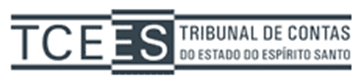 TCEES
TRIBUNAL DE CONTAS
DO ESTADO DO ESPÍRITO SANTO